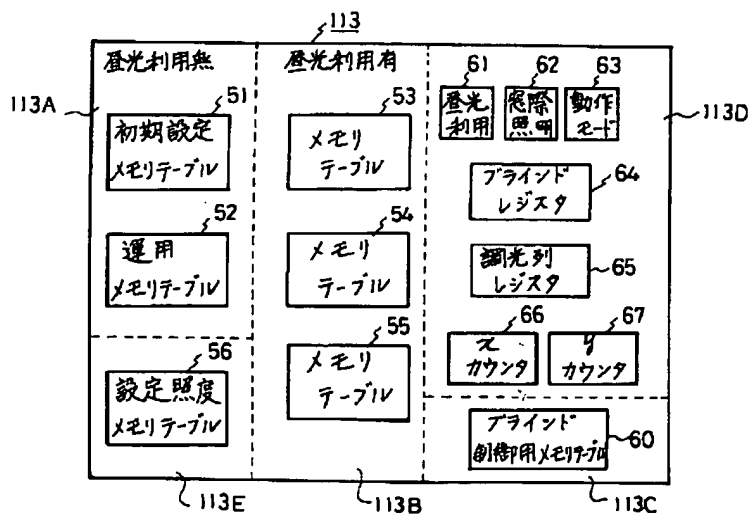 113
昼光利用無
113A
51
初期設定
メモリテーブル
52
運用
メモリテーブル
56
設定照度
メモリテーブル
113E
昼光利用有
53
メモリ
テーブル
54
メモリ
テーブル
55
メモリ
テーブル
113B
61
昼光
利用
62
窓際
照明
63
動作
モード
113D
ブラインド
レジスタ
64
調光列
レジスタ
65
66
x
カウンタ
67
y
カウンタ
ブラインド
制御用メモリテーブル
60
113C